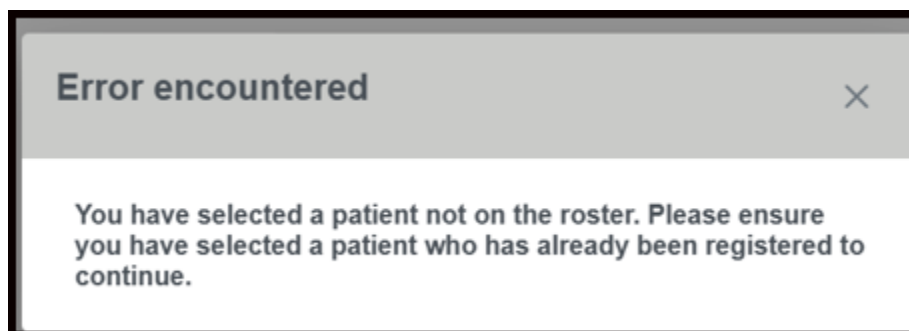 Error encountered
You have selected a patient not on the roster. Please ensure
you have selected a patient who has already been registered to
continue.